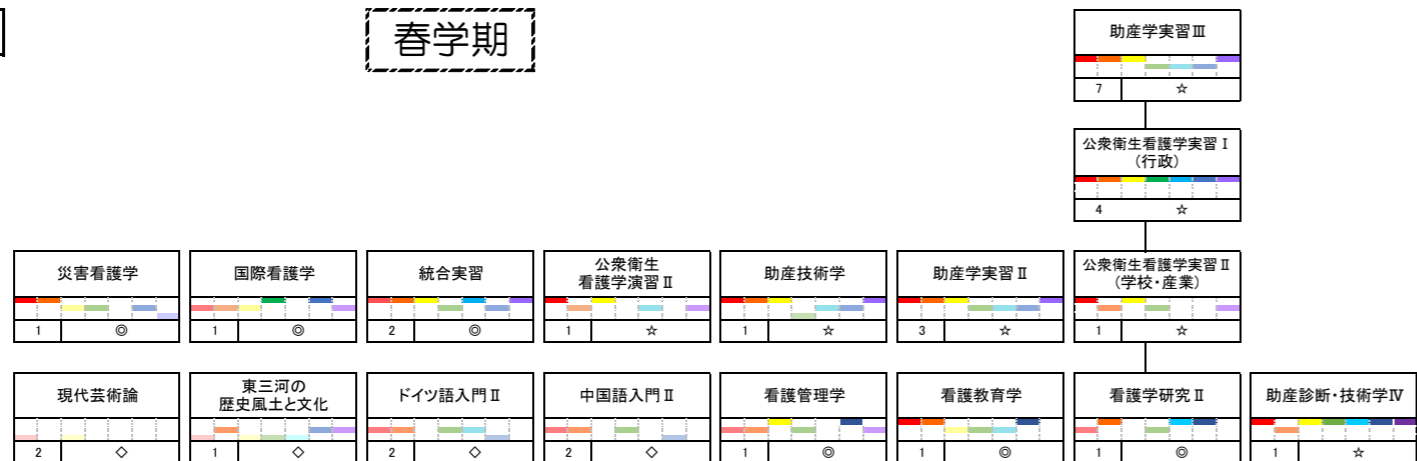 春学期
助産学実習Ⅲ
7 ☆
公衆衛生看護学実習Ⅰ
(行政)
4 ☆
災害看護学
1 ◎
国際看護学
1 ◎
統合実習
2 ◎
公衆衛生
看護学演習Ⅱ
1 ☆
助産技術学
1 ☆
助産学実習Ⅱ
3 ☆
公衆衛生看護学実習Ⅱ
(学校・産業)
1 ☆
現代芸術論
2 ◇
東三河の
歴史風土と文化
1 ◇
ドイツ語入門Ⅱ
2 ◇
中国語入門Ⅱ
2 ◇
看護管理学
1 ◎
看護教育学
1 ◎
看護学研究Ⅱ
1 ◎
助産診断・技術学Ⅳ
1 ☆